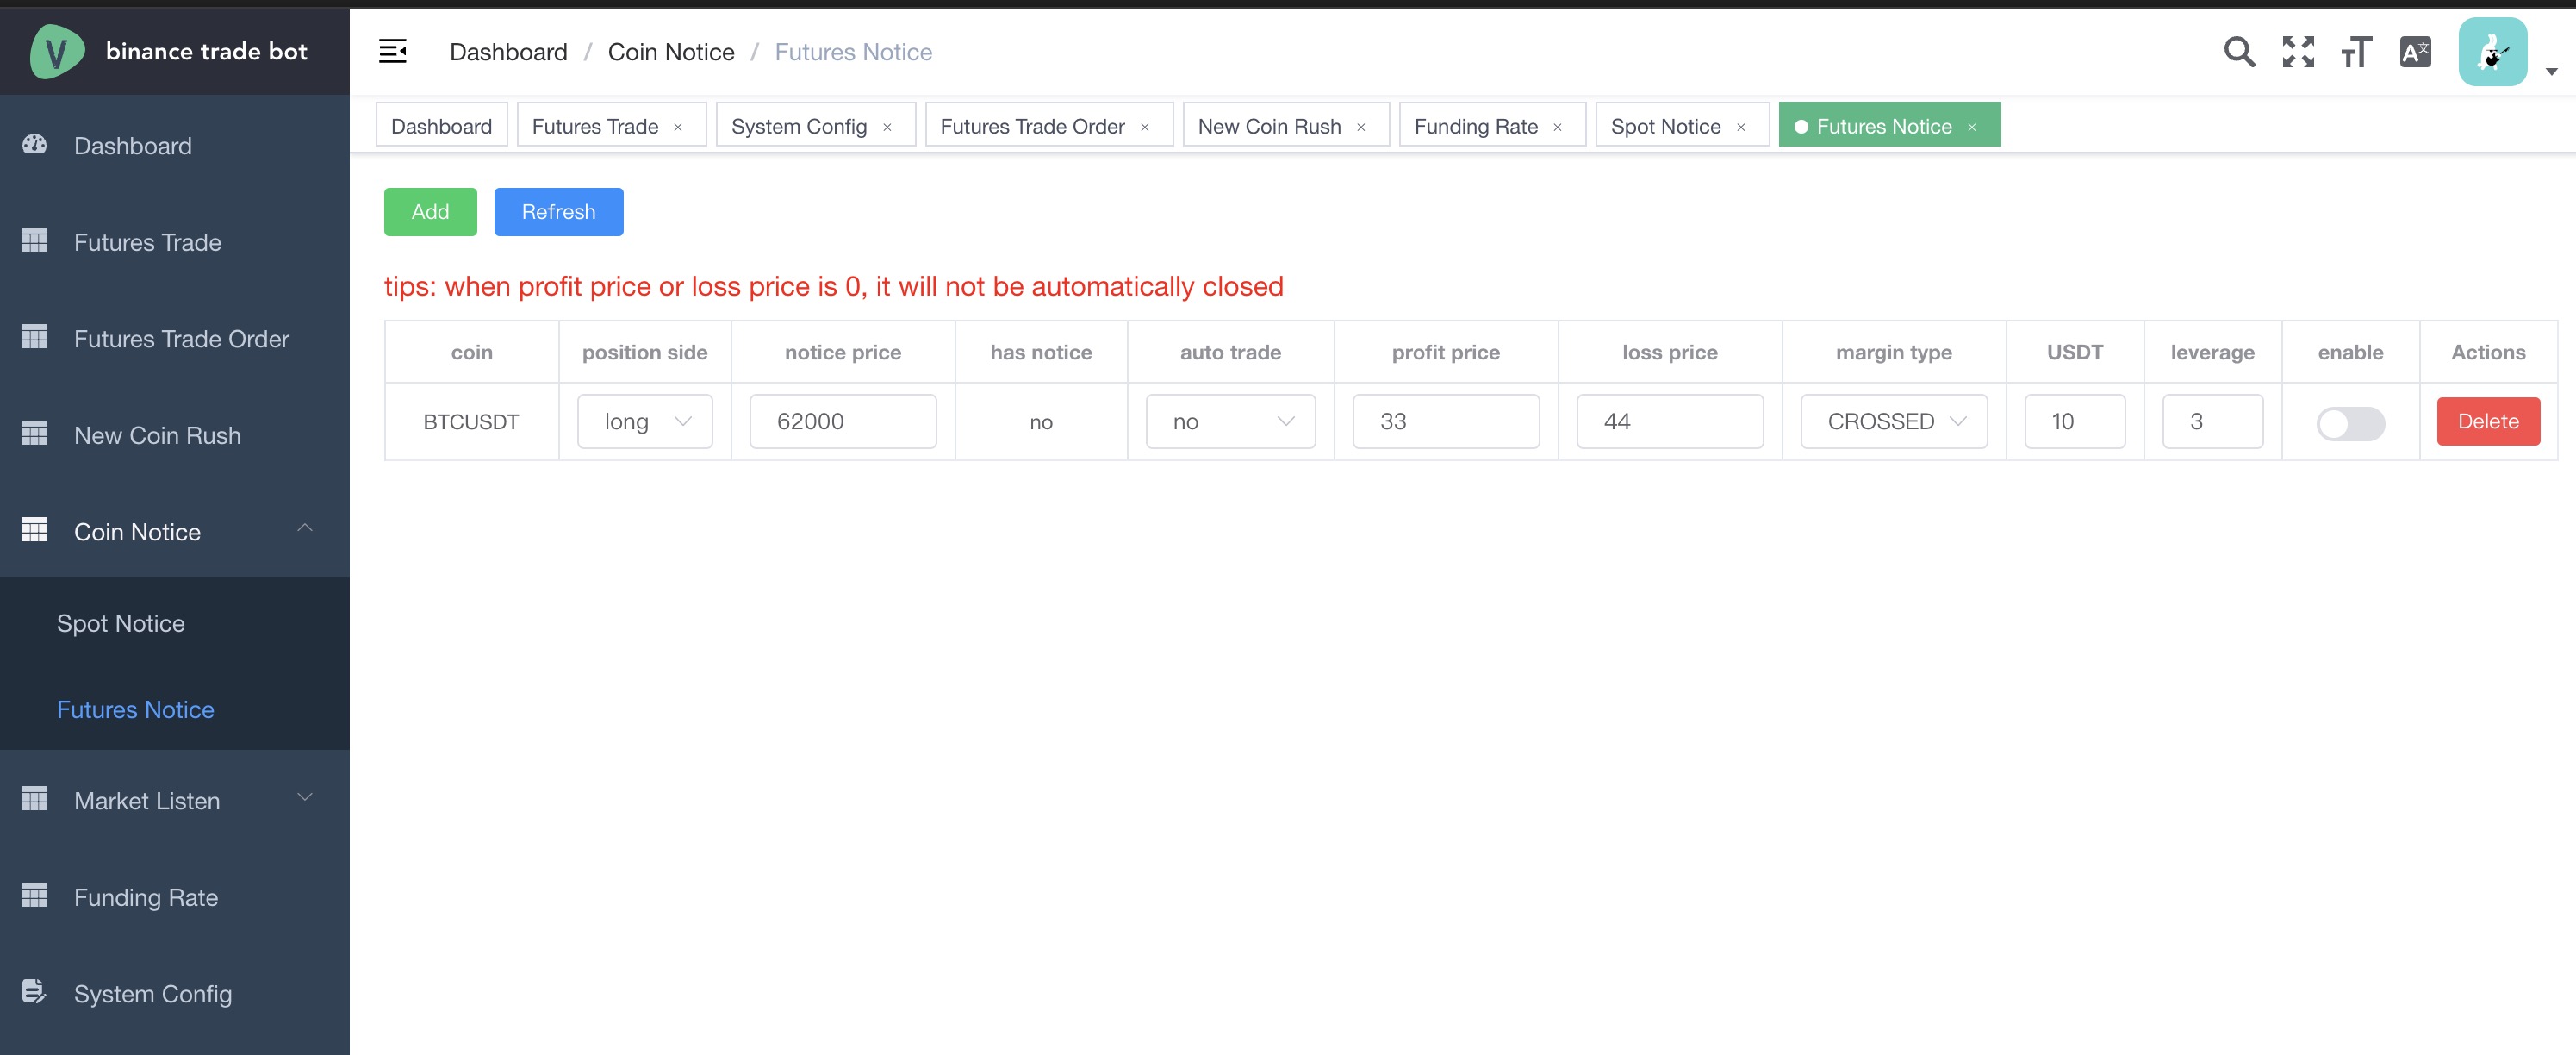 binance trade bot
Dashboard / Coin Notice / Futures Notice
Dashboard
Futures Trade
Futures Trade Order
New Coin Rush
Coin Notice
Spot Notice
Futures Notice
Market Listen
Funding Rate
System Config
Dashboard Futures Trade × System Config × Futures Trade Order × New Coin Rush × Funding Rate × Spot Notice × Futures Notice ×
Add Refresh
tips: when profit price or loss price is 0, it will not be automatically closed
coin position side notice price has notice auto trade profit price loss price margin type USDT leverage enable Actions
BTCUSDT long 62000 no no 33 44 CROSSED 10 3 Delete